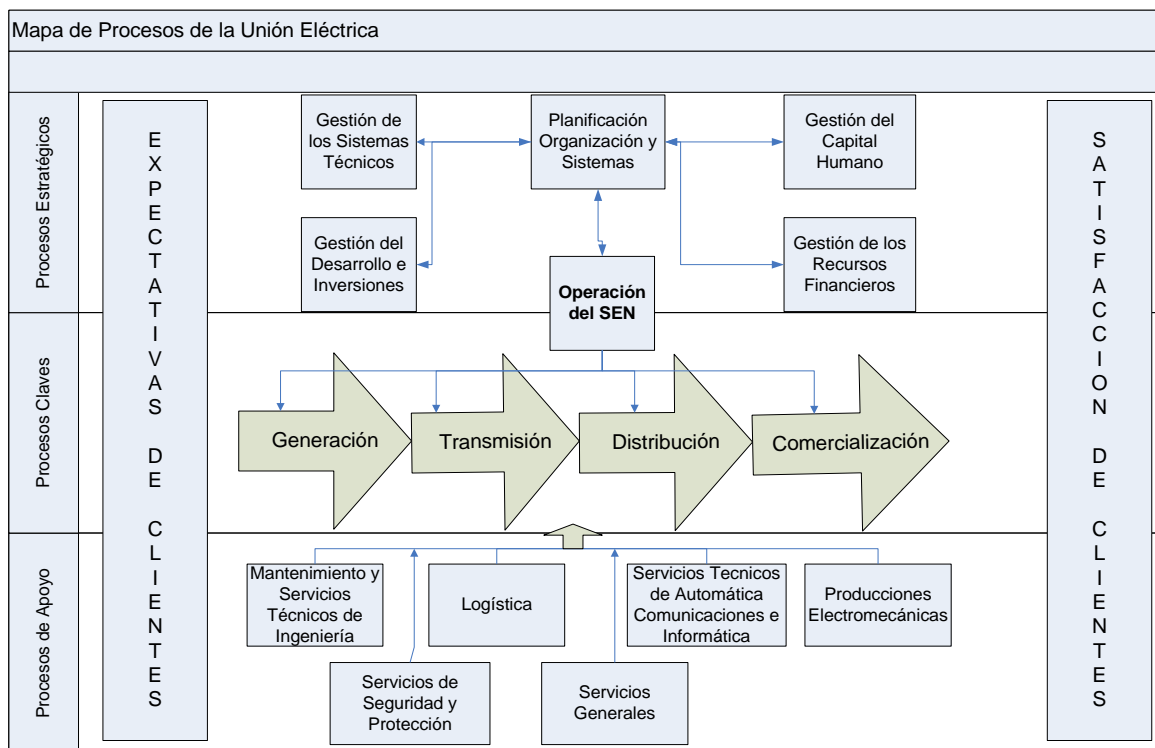 Mapa de Procesos de la Unión Eléctrica
Procesos Estratégicos
EXPECTATIVAS DE CLIENTES
Gestión de
los Sistemas
Técnicos
Planificación
Organización y
Sistemas
Gestión del
Capital
Humano
Gestión del
Desarrollo e
Inversiones
Gestión de los
Recursos
Financieros
Operación
del SEN
SATISFACCION DE CLIENTES
Procesos Claves
Generación
Transmisión
Distribución
Comercialización
Procesos de Apoyo
Mantenimiento y
Servicios
Técnicos de
Ingeniería
Logística
Servicios Tecnicos
de Automática
Comunicaciones e
Informática
Producciones
Electromecánicas
Servicios de
Seguridad y
Protección
Servicios
Generales